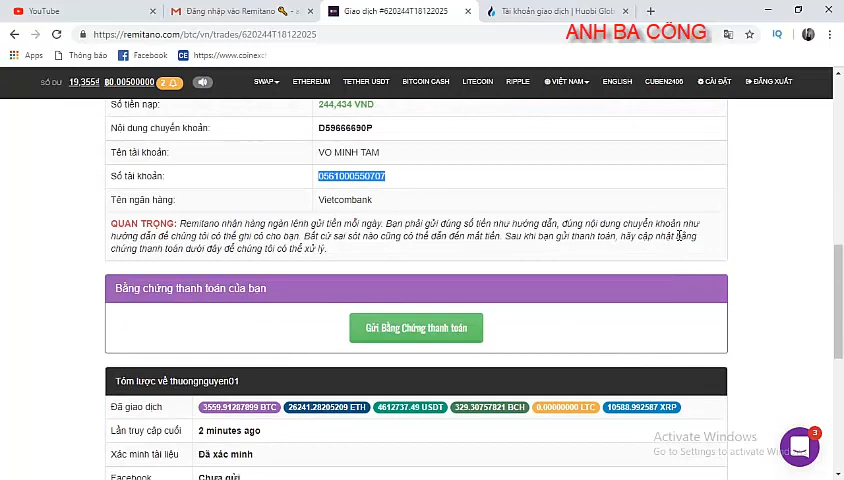 YouTube
Đăng nhập vào Remitano 🔑 - a
Giao dịch #620244T18122025
Tài khoản giao dịch | Huobi Glob
https://remitano.com/btc/vn/trades/620244T18122025
ANH BA CÔNG
IQ
Apps
Thông báo
Facebook
CE https://www.coinex
SỐ DƯ 19,355₫ ฿0.00500000 2
SWAP ETHEREUM TETHER USDT BITCOIN CASH LITECOIN RIPPLE VIỆT NAM ENGLISH CUBEN2406 CÀI ĐẶT ĐĂNG XUẤT
Số tiền nạp: 244,434 VND
Nội dung chuyển khoản: D59666690P
Tên tài khoản: VO MINH TAM
Số tài khoản: 0561000550707
Tên ngân hàng: Vietcombank
QUAN TRỌNG: Remitano nhận hàng ngàn lệnh gửi tiền mỗi ngày. Bạn phải gửi đúng số tiền như hướng dẫn, đúng nội dung chuyển khoản như
hướng dẫn để chúng tôi có thể ghi có cho bạn. Bất cứ sai sót nào cũng có thể dẫn đến mất tiền. Sau khi bạn gửi thanh toán, hãy cập nhật bằng
chứng thanh toán dưới đây để chúng tôi có thể xử lý.
Bằng chứng thanh toán của bạn
Gửi Bằng Chứng thanh toán
Tóm lược về thuongnguyen01
Đã giao dịch 3559.91287899 BTC 26241.28205209 ETH 4612737.49 USDT 329.30757821 BCH 0.00000000 LTC 10588.992587 XRP
Lần truy cập cuối 2 minutes ago
Xác minh tài liệu Đã xác minh
Facebook Chưa gửi
Activate Windows
Go to Settings to activate Windows
3